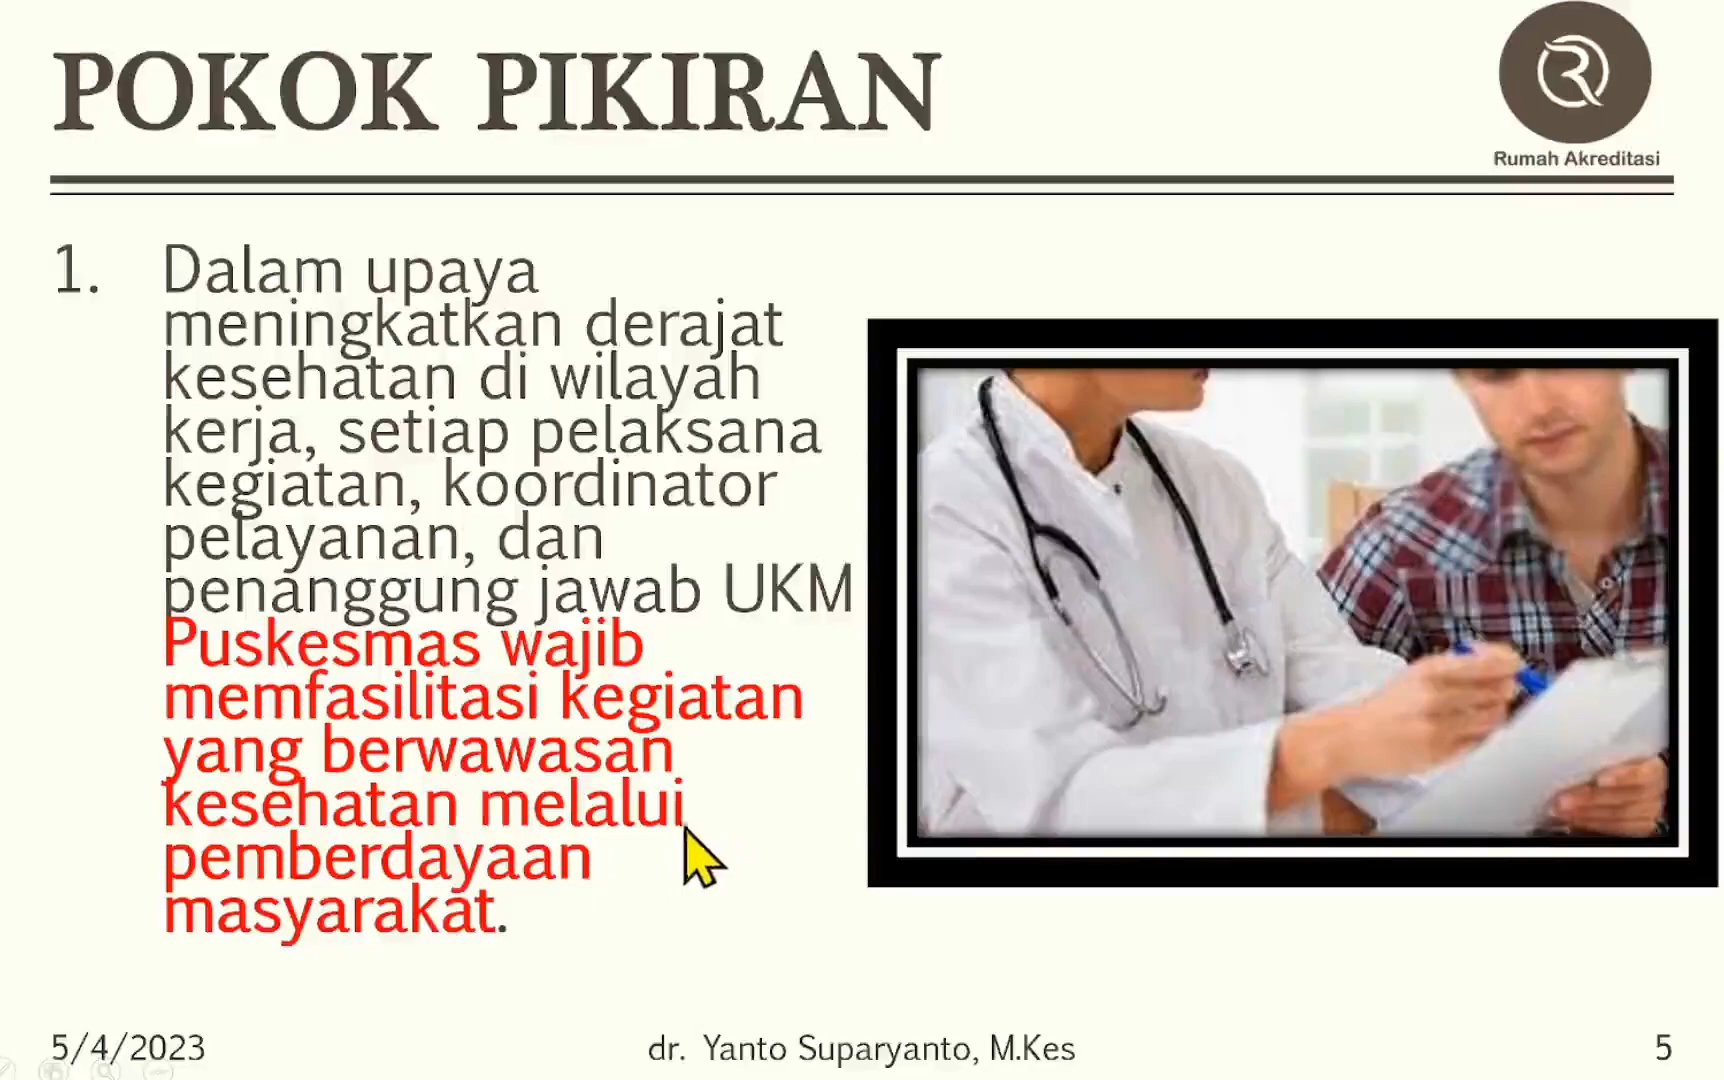 POKOK PIKIRAN
Rumah Akreditasi
1. Dalam upaya
meningkatkan derajat
kesehatan di wilayah
kerja, setiap pelaksana
kegiatan, koordinator
pelayanan, dan
penanggung jawab UKM
Puskesmas wajib
memfasilitasi kegiatan
yang berwawasan
kesehatan melalui
pemberdayaan
masyarakat.
5/4/2023
dr. Yanto Suparyanto, M.Kes
5